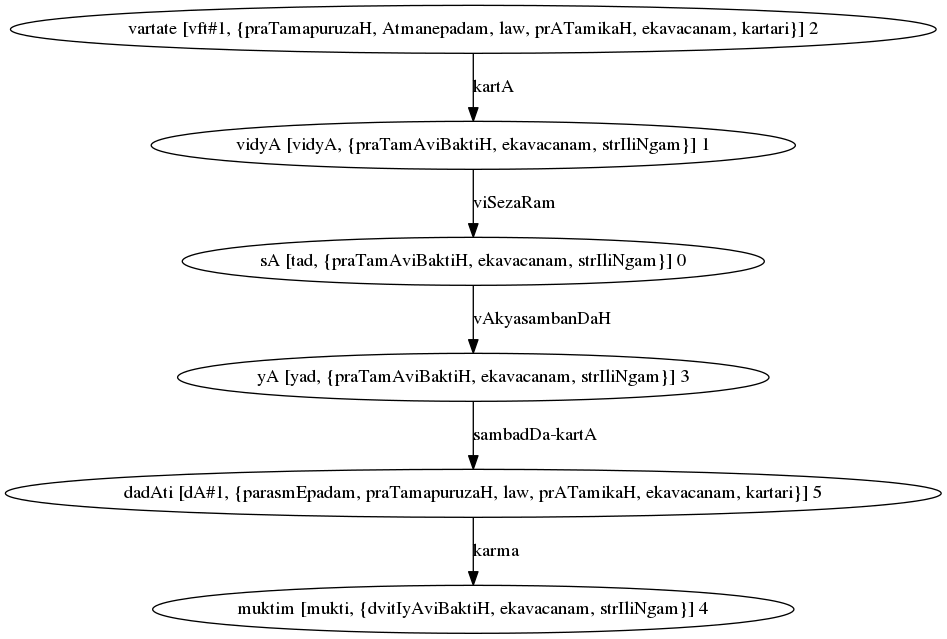 vartate [vft#1, {praTamapuruzaH, Atmanepadam, law, prATamikaH, ekavacanam, kartari}] 2
kartA
vidyA [vidyA, {praTamAviBaktiH, ekavacanam, strIliNgam}] 1
viSezaRam
sA [tad, {praTamAviBaktiH, ekavacanam, strIliNgam}] 0
vAkyasambanDaH
yA [yad, {praTamAviBaktiH, ekavacanam, strIliNgam}] 3
sambadDa-kartA
dadAti [dA#1, {parasmEpadam, praTamapuruzaH, law, prATamikaH, ekavacanam, kartari}] 5
karma
muktim [mukti, {dvitIyAviBaktiH, ekavacanam, strIliNgam}] 4